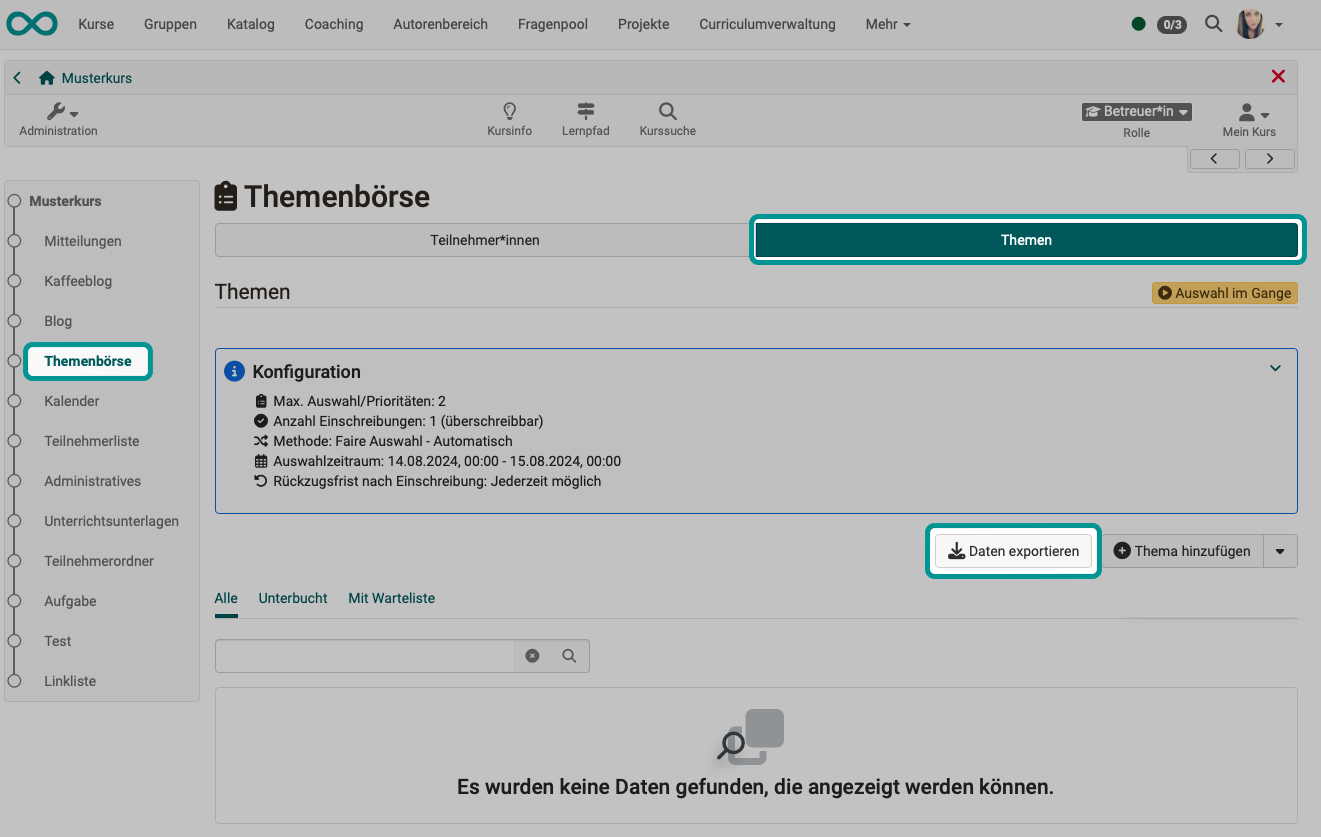 Kurse Gruppen Katalog Coaching Autorenbereich Fragenpool Projekte Curriculumverwaltung Mehr 0/3
Musterkurs
Administration Kursinfo Lernpfad Kurssuche Betreuer*in Rolle Mein Kurs
Musterkurs
Mitteilungen
Kaffeeblog
Blog
Themenbörse
Kalender
Teilnehmerliste
Administratives
Unterrichtsunterlagen
Teilnehmerordner
Aufgabe
Test
Linkliste
Themenbörse
Teilnehmer*innen Themen
Themen Auswahl im Gange
Konfiguration
Max. Auswahl/Prioritäten: 2
Anzahl Einschreibungen: 1 (überschreibbar)
Methode: Faire Auswahl - Automatisch
Auswahlzeitraum: 14.08.2024, 00:00 - 15.08.2024, 00:00
Rückzugsfrist nach Einschreibung: Jederzeit möglich
Daten exportieren Thema hinzufügen
Alle Unterbucht Mit Warteliste
Es wurden keine Daten gefunden, die angezeigt werden können.